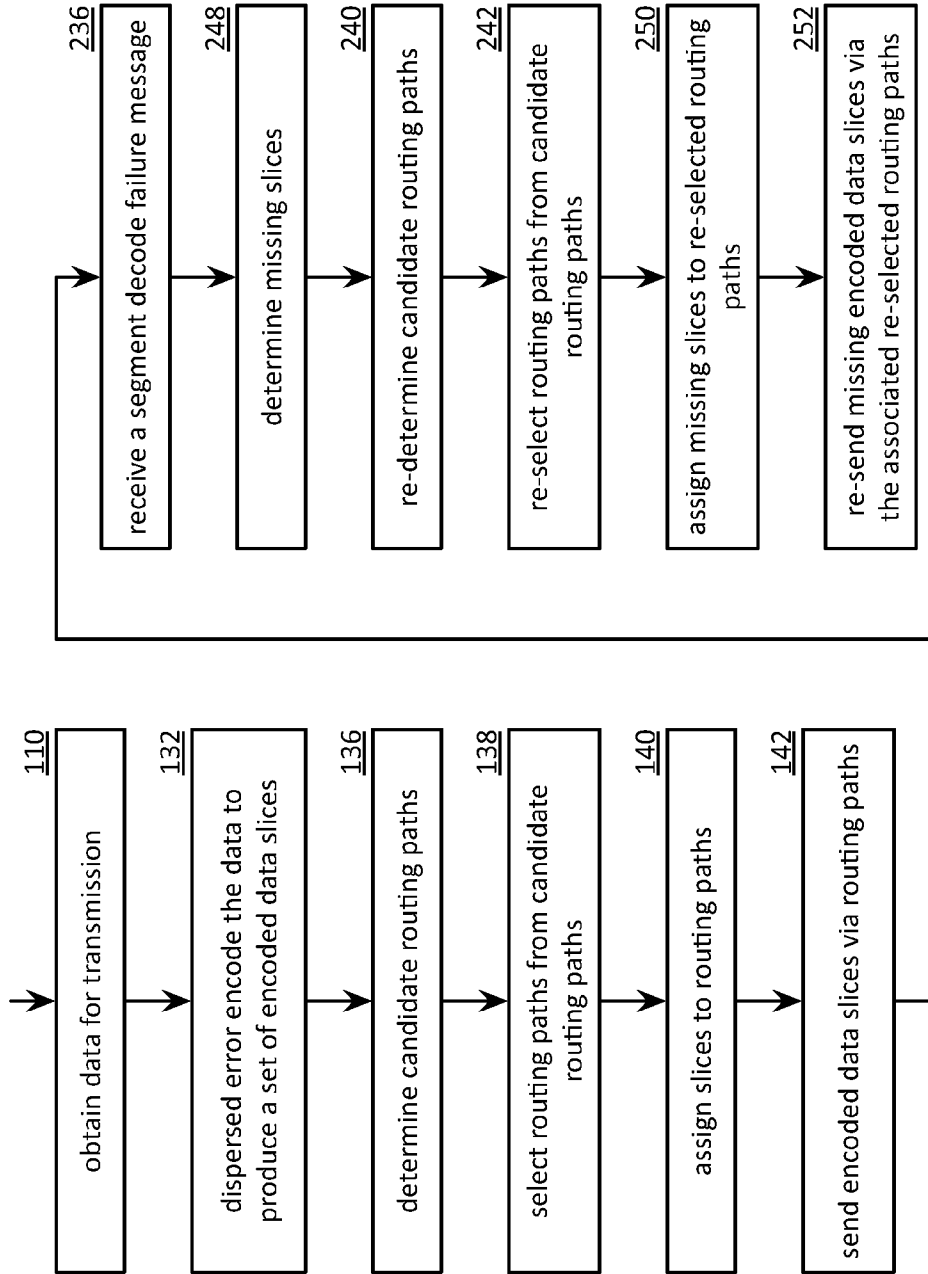 110
obtain data for transmission
132
dispersed error encode the data to
produce a set of encoded data slices
136
determine candidate routing paths
138
select routing paths from candidate
routing paths
140
assign slices to routing paths
142
send encoded data slices via routing paths
236
receive a segment decode failure message
248
determine missing slices
240
re-determine candidate routing paths
242
re-select routing paths from candidate
routing paths
250
assign missing slices to re-selected routing
paths
252
re-send missing encoded data slices via
the associated re-selected routing paths